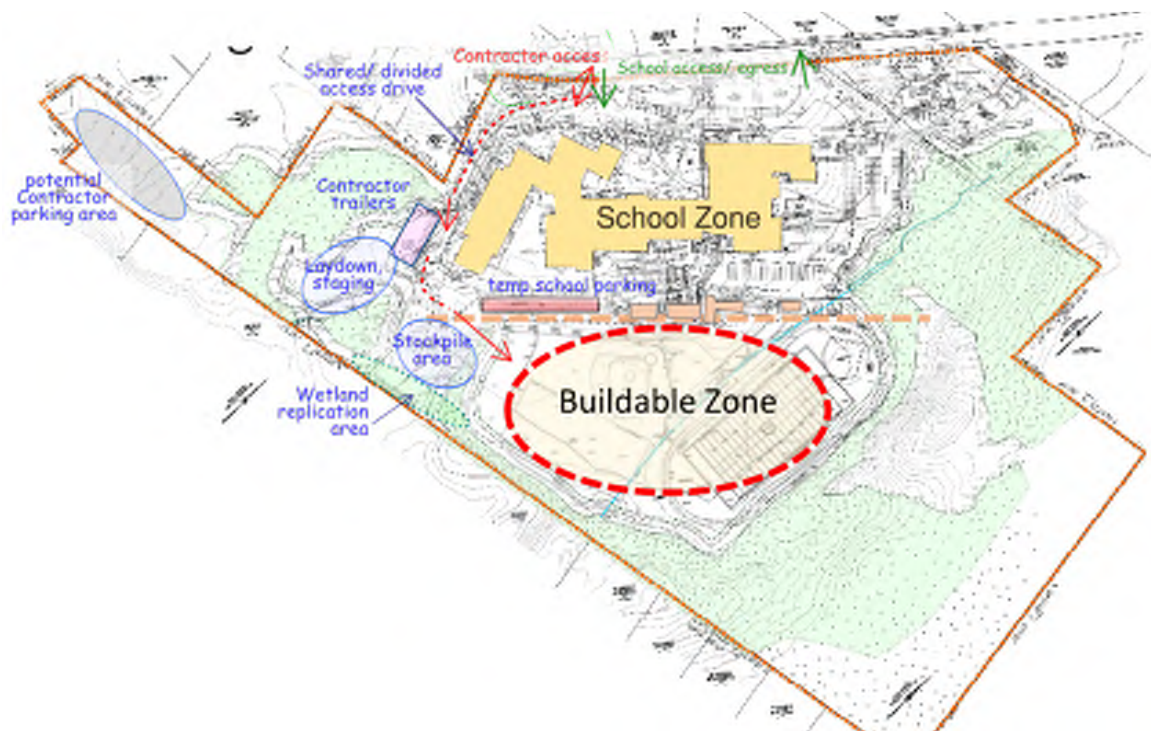 Contractor acces
School access/ egress
Shared/ divided
access drive
potential
Contractor
parking area
Contractor
trailers
School Zone
Laydown,
staging
temp school parking
Stockpile
area
Buildable Zone
Wetland
replication
area